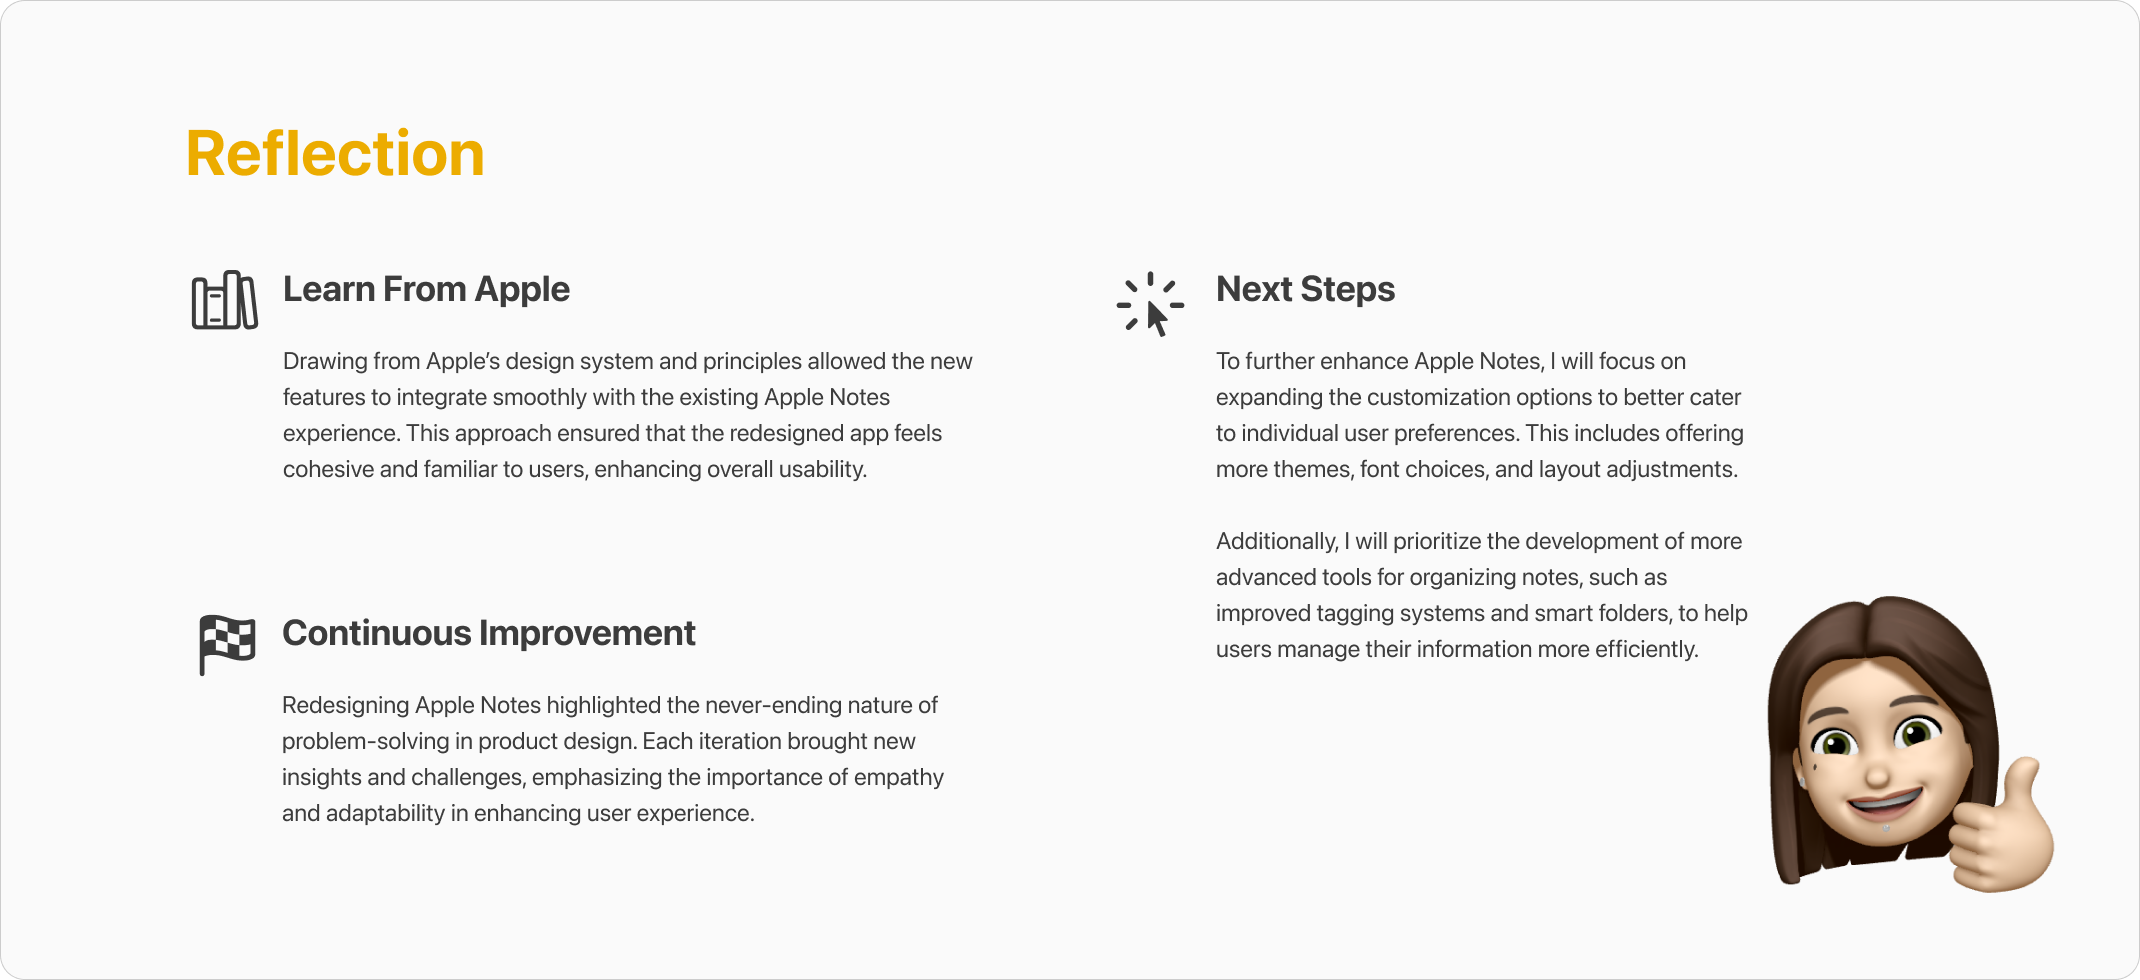 Reflection
Learn From Apple
Drawing from Apple’s design system and principles allowed the new
features to integrate smoothly with the existing Apple Notes
experience. This approach ensured that the redesigned app feels
cohesive and familiar to users, enhancing overall usability.
Continuous Improvement
Redesigning Apple Notes highlighted the never-ending nature of
problem-solving in product design. Each iteration brought new
insights and challenges, emphasizing the importance of empathy
and adaptability in enhancing user experience.
Next Steps
To further enhance Apple Notes, I will focus on
expanding the customization options to better cater
to individual user preferences. This includes offering
more themes, font choices, and layout adjustments.
Additionally, I will prioritize the development of more
advanced tools for organizing notes, such as
improved tagging systems and smart folders, to help
users manage their information more efficiently.